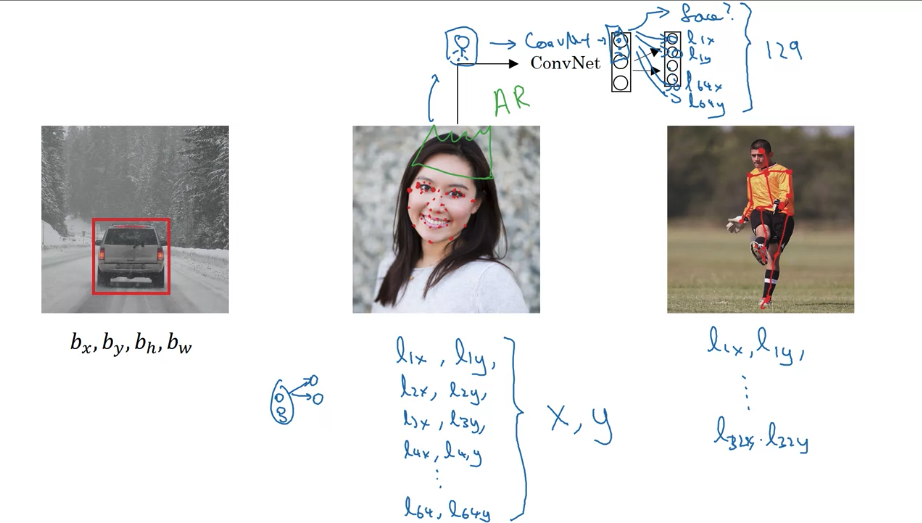 Face?
ConvNet
l1x
129
l1y
ConvNet
l64x
AR
l64y
bx, by, bh, bw
l1x, l1y,
l2x, l2y,
l3x, l3y,
l4x, l4,y
⋮
l64, l64y
x, y
l1x, l1y,
⋮
l32x, l32y